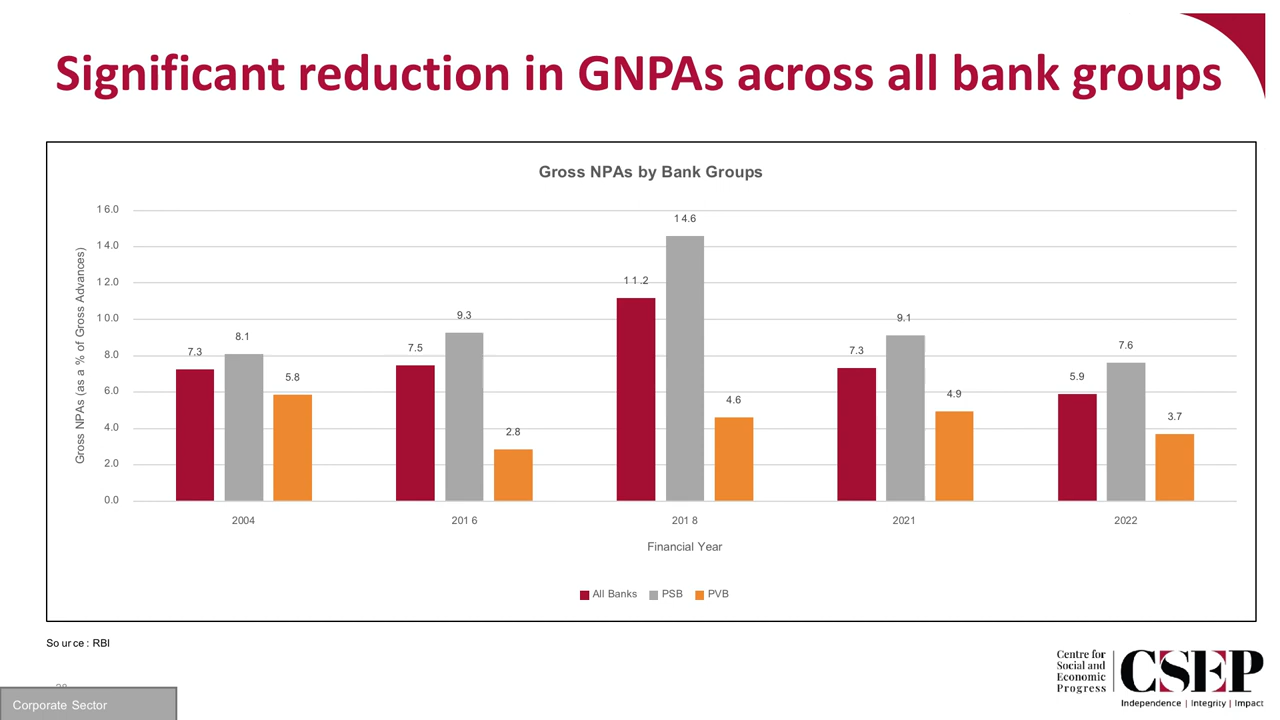 Significant reduction in GNPAs across all bank groups
Gross NPAs by Bank Groups
Gross NPAs (as a % of Gross Advances)
16.0
14.0
12.0
10.0
8.0
6.0
4.0
2.0
0.0
7.3
8.1
5.8
7.5
9.3
2.8
11.2
14.6
4.6
7.3
9.1
4.9
5.9
7.6
3.7
2004
2016
2018
2021
2022
Financial Year
All Banks PSB PVB
Source: RBI
Corporate Sector
Centre for
Social and
Economic
Progress
CSEP
Independence | Integrity | Impact